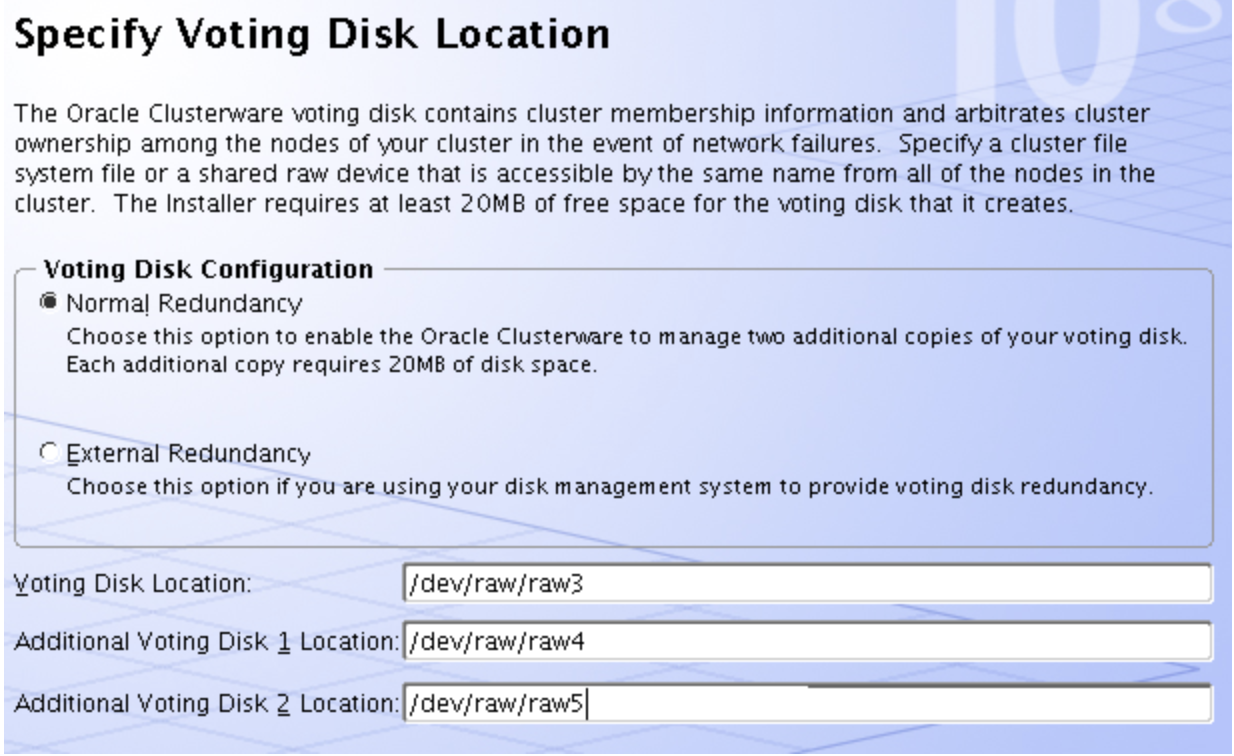 Specify Voting Disk Location
10g
The Oracle Clusterware voting disk contains cluster membership information and arbitrates cluster
ownership among the nodes of your cluster in the event of network failures.  Specify a cluster file
system file or a shared raw device that is accessible by the same name from all of the nodes in the
cluster.  The Installer requires at least 20MB of free space for the voting disk that it creates.
Voting Disk Configuration
Normal Redundancy
Choose this option to enable the Oracle Clusterware to manage two additional copies of your voting disk.
Each additional copy requires 20MB of disk space.
External Redundancy
Choose this option if you are using your disk management system to provide voting disk redundancy.
Voting Disk Location: /dev/raw/raw3
Additional Voting Disk 1 Location: /dev/raw/raw4
Additional Voting Disk 2 Location: /dev/raw/raw5